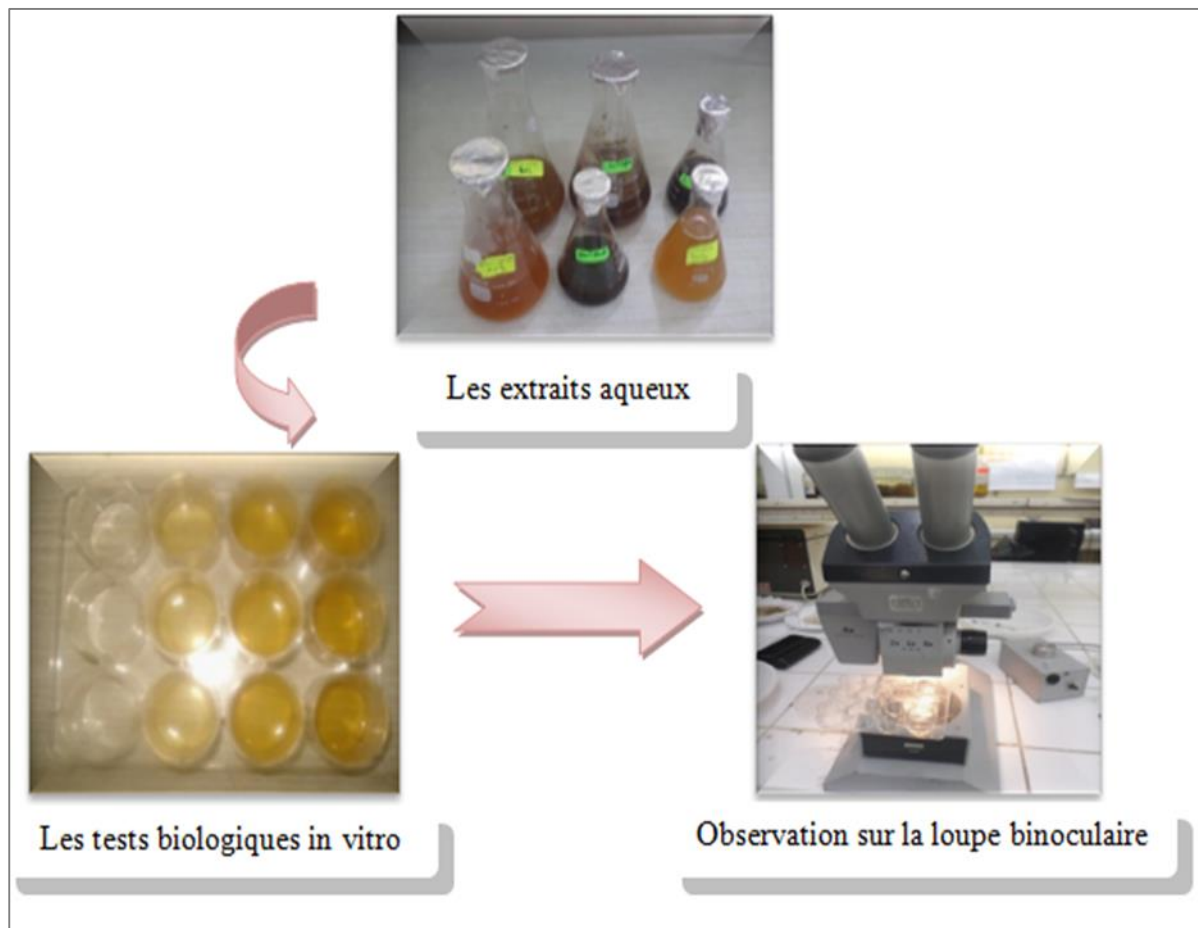 Les extraits aqueux
Les tests biologiques in vitro
Observation sur la loupe binoculaire